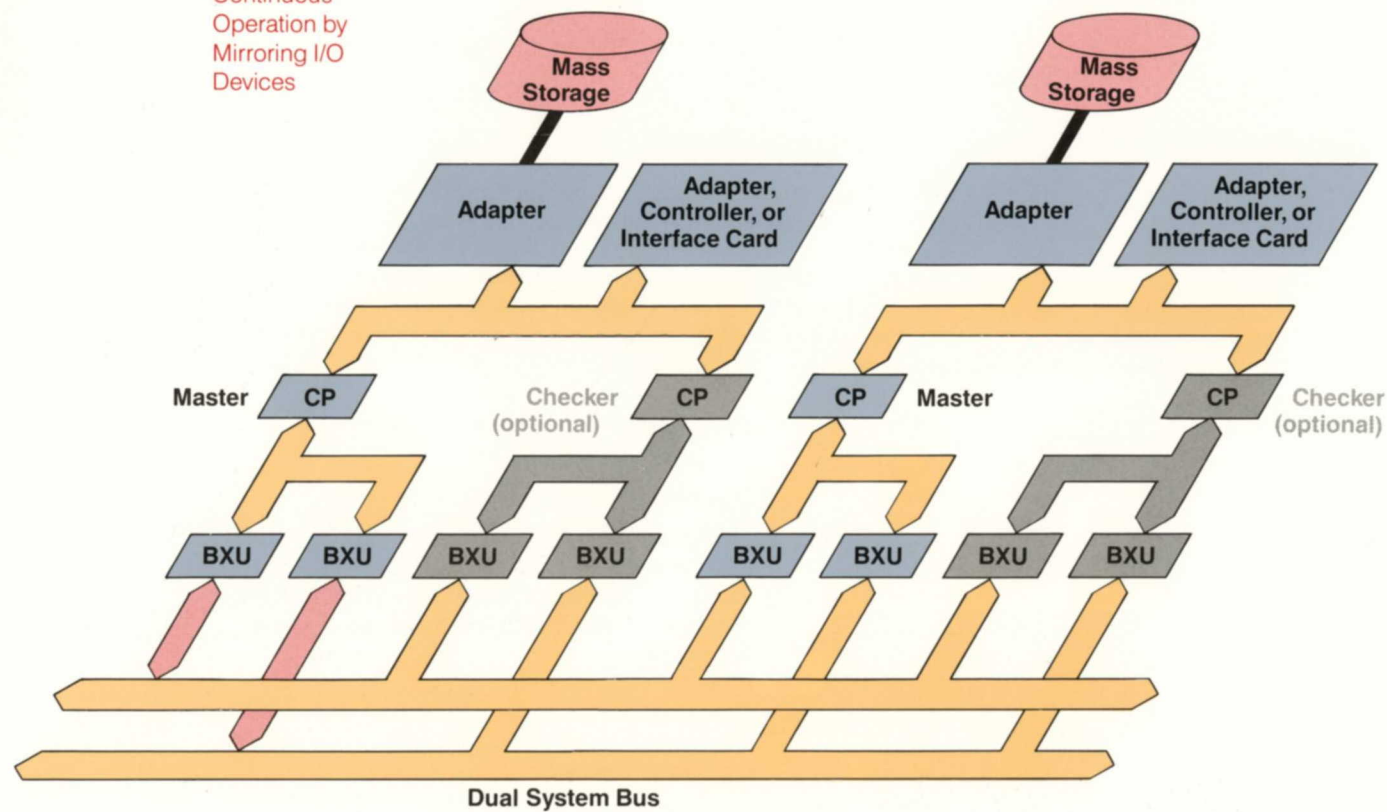 Operation by
Mirroring I/O
Devices
Mass
Storage
Mass
Storage
Adapter
Adapter,
Controller, or
Interface Card
Adapter
Adapter,
Controller, or
Interface Card
Master
CP
Checker
(optional)
CP
CP
Master
CP
Checker
(optional)
BXU
BXU
BXU
BXU
BXU
BXU
BXU
BXU
Dual System Bus